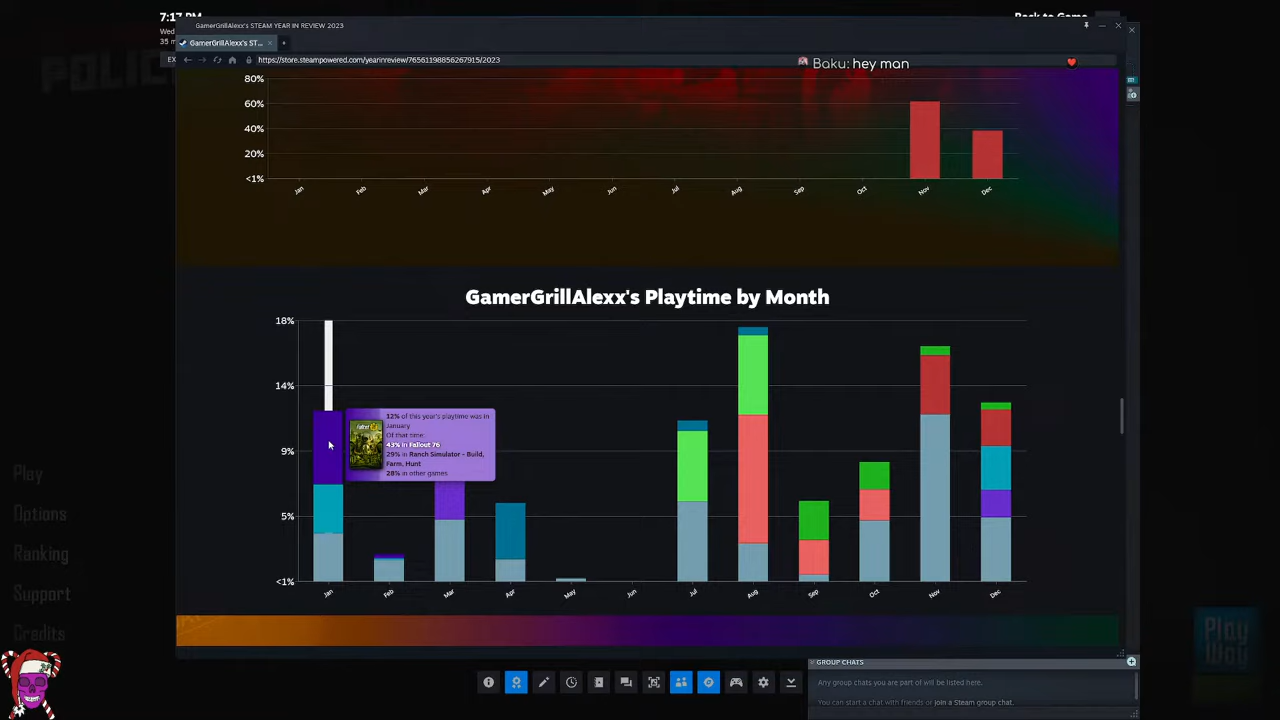 7:17 PM
GamerGrillAlexx's STEAM YEAR IN REVIEW 2023
Back to Game
Wed
35 m
GamerGrillAlexx's ST...
EX
https://store.steampowered.com/yearinreview/76561198856267915/2023
Baku: hey man
POLIC
80%
60%
40%
20%
<1%
Jan Feb Mar Apr May Jun Jul Aug Sep Oct Nov Dec
GamerGrillAlexx's Playtime by Month
18%
14%
9%
5%
<1%
12% of this year's playtime was in
January
Of that time:
43% in Fallout 76
29% in Ranch Simulator - Build,
Farm, Hunt
28% in other games
Jan Feb Mar Apr May Jun Jul Aug Sep Oct Nov Dec
Play
Options
Ranking
Support
Credits
Play
Way
GROUP CHATS
Any group chats you are part of will be listed here.
You can start a chat with friends or join a Steam group chat.